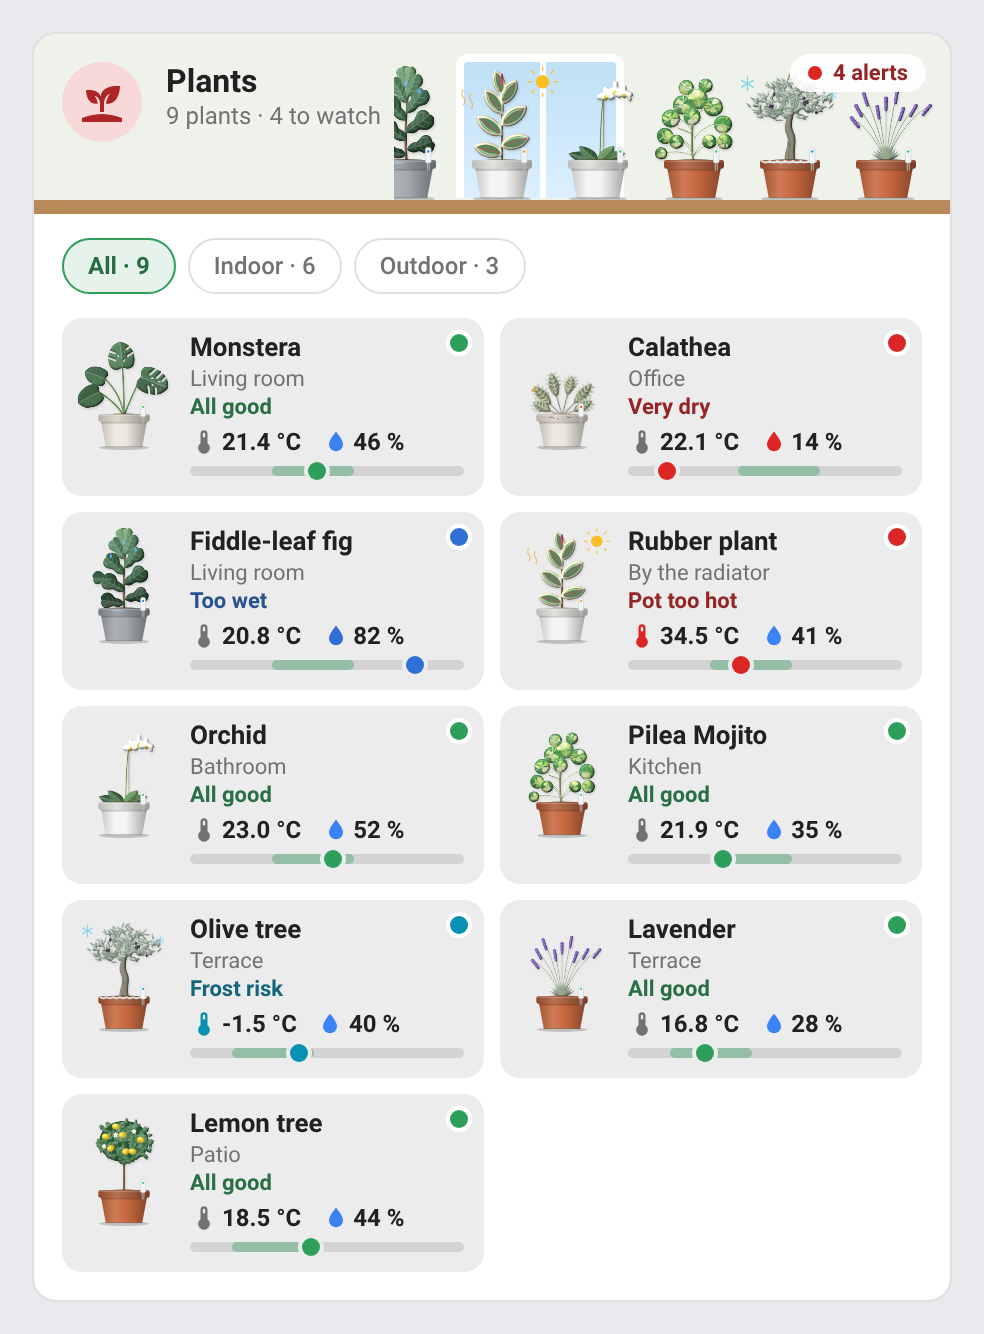 Plants
9 plants · 4 to watch
4 alerts
All · 9
Indoor · 6
Outdoor · 3
Monstera
Living room
All good
21.4 °C 46 %
Calathea
Office
Very dry
22.1 °C 14 %
Fiddle-leaf fig
Living room
Too wet
20.8 °C 82 %
Rubber plant
By the radiator
Pot too hot
34.5 °C 41 %
Orchid
Bathroom
All good
23.0 °C 52 %
Pilea Mojito
Kitchen
All good
21.9 °C 35 %
Olive tree
Terrace
Frost risk
-1.5 °C 40 %
Lavender
Terrace
All good
16.8 °C 28 %
Lemon tree
Patio
All good
18.5 °C 44 %